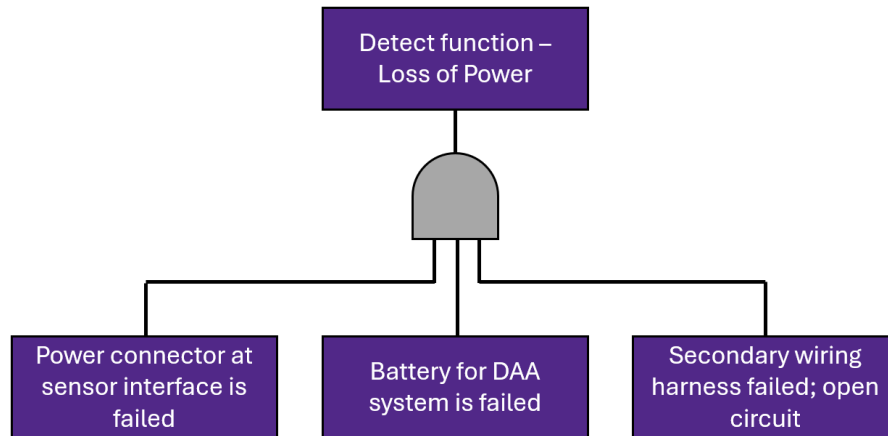 Detect function –
Loss of Power
Power connector at
sensor interface is
failed
Battery for DAA
system is failed
Secondary wiring
harness failed; open
circuit